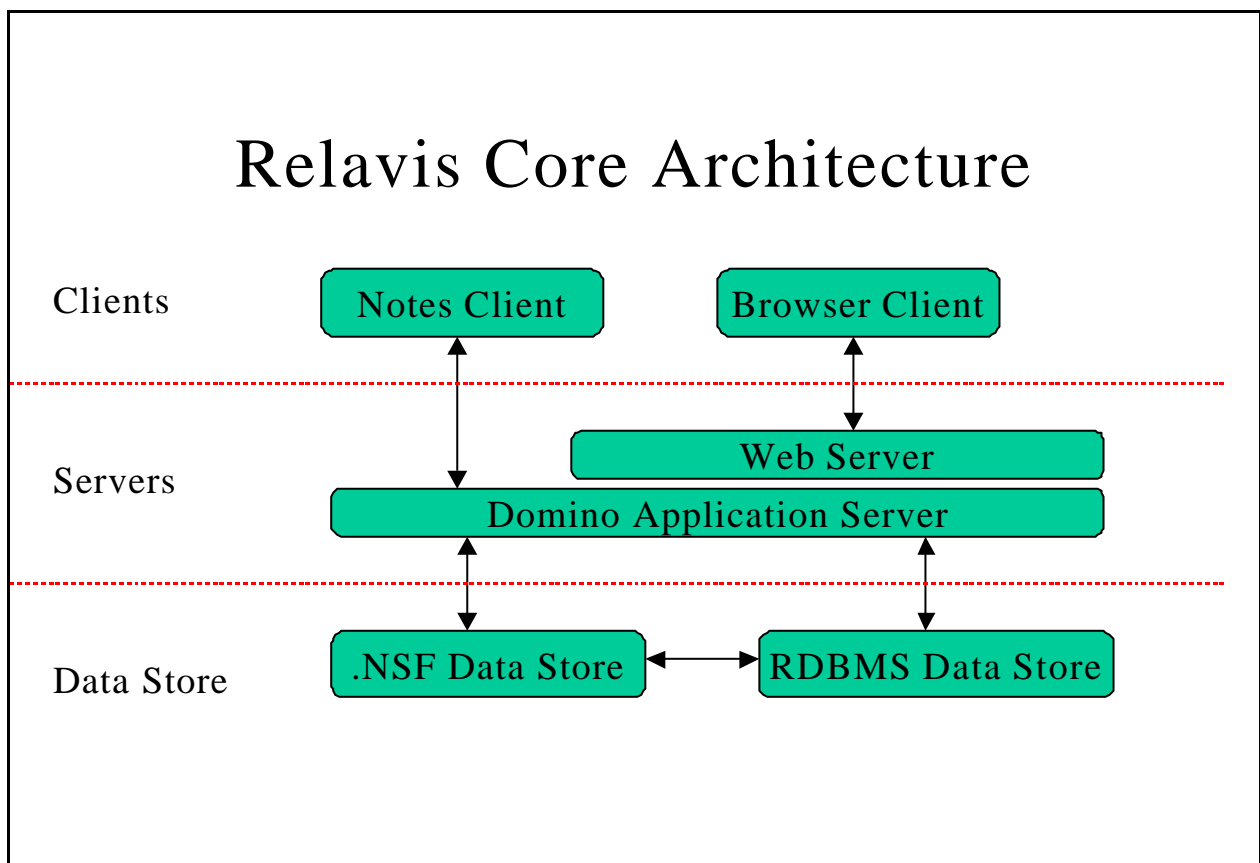 Relavis Core Architecture
Clients
Notes Client
Browser Client
Web Server
Servers
Domino Application Server
.NSF Data Store
RDBMS Data Store
Data Store